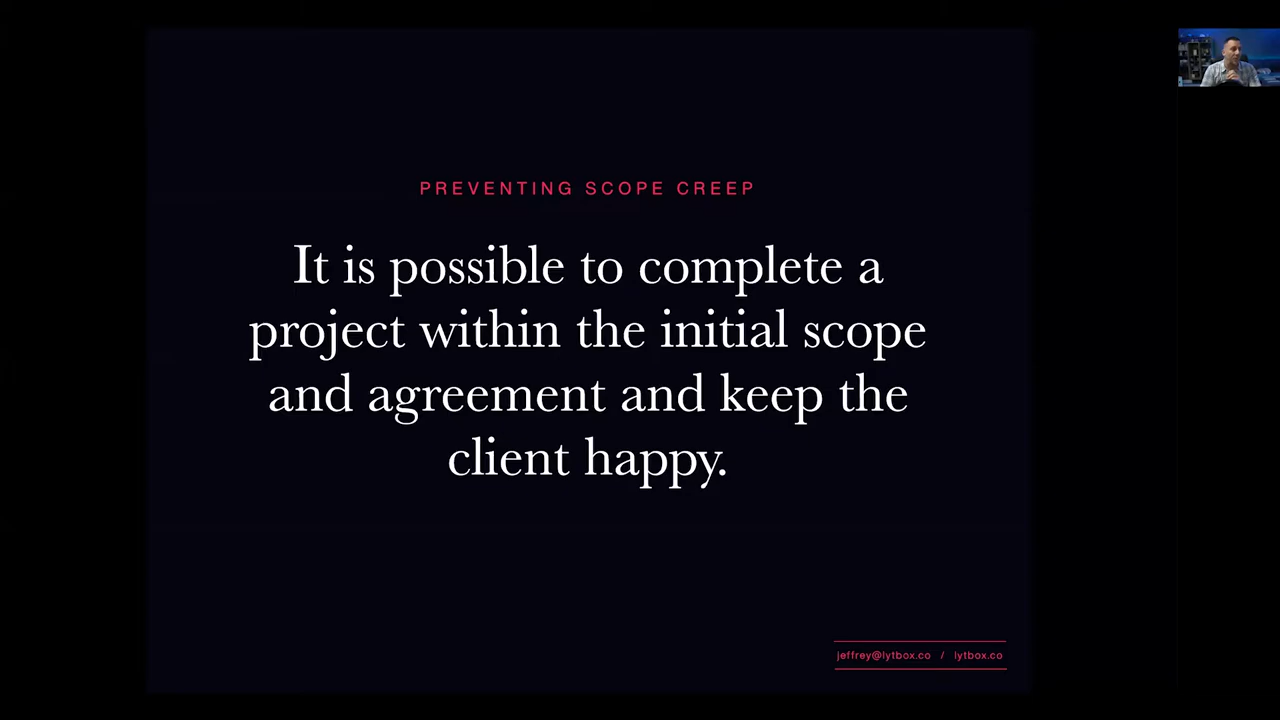 PREVENTING SCOPE CREEP
It is possible to complete a
project within the initial scope
and agreement and keep the
client happy.
jeffrey@lytbox.co / lytbox.co